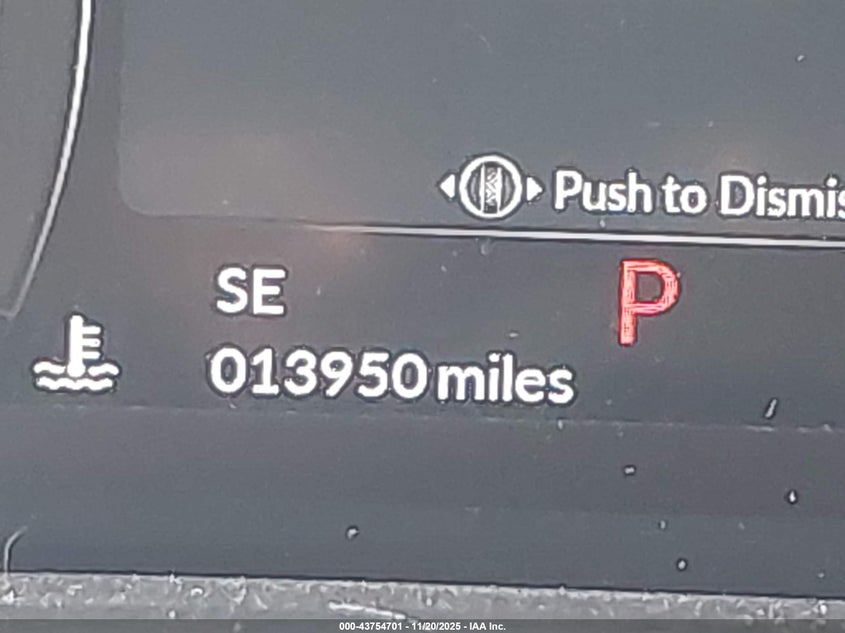 Push to Dismis
SE
P
013950 miles
000-43754701 - 11/20/2025 - IAA Inc.